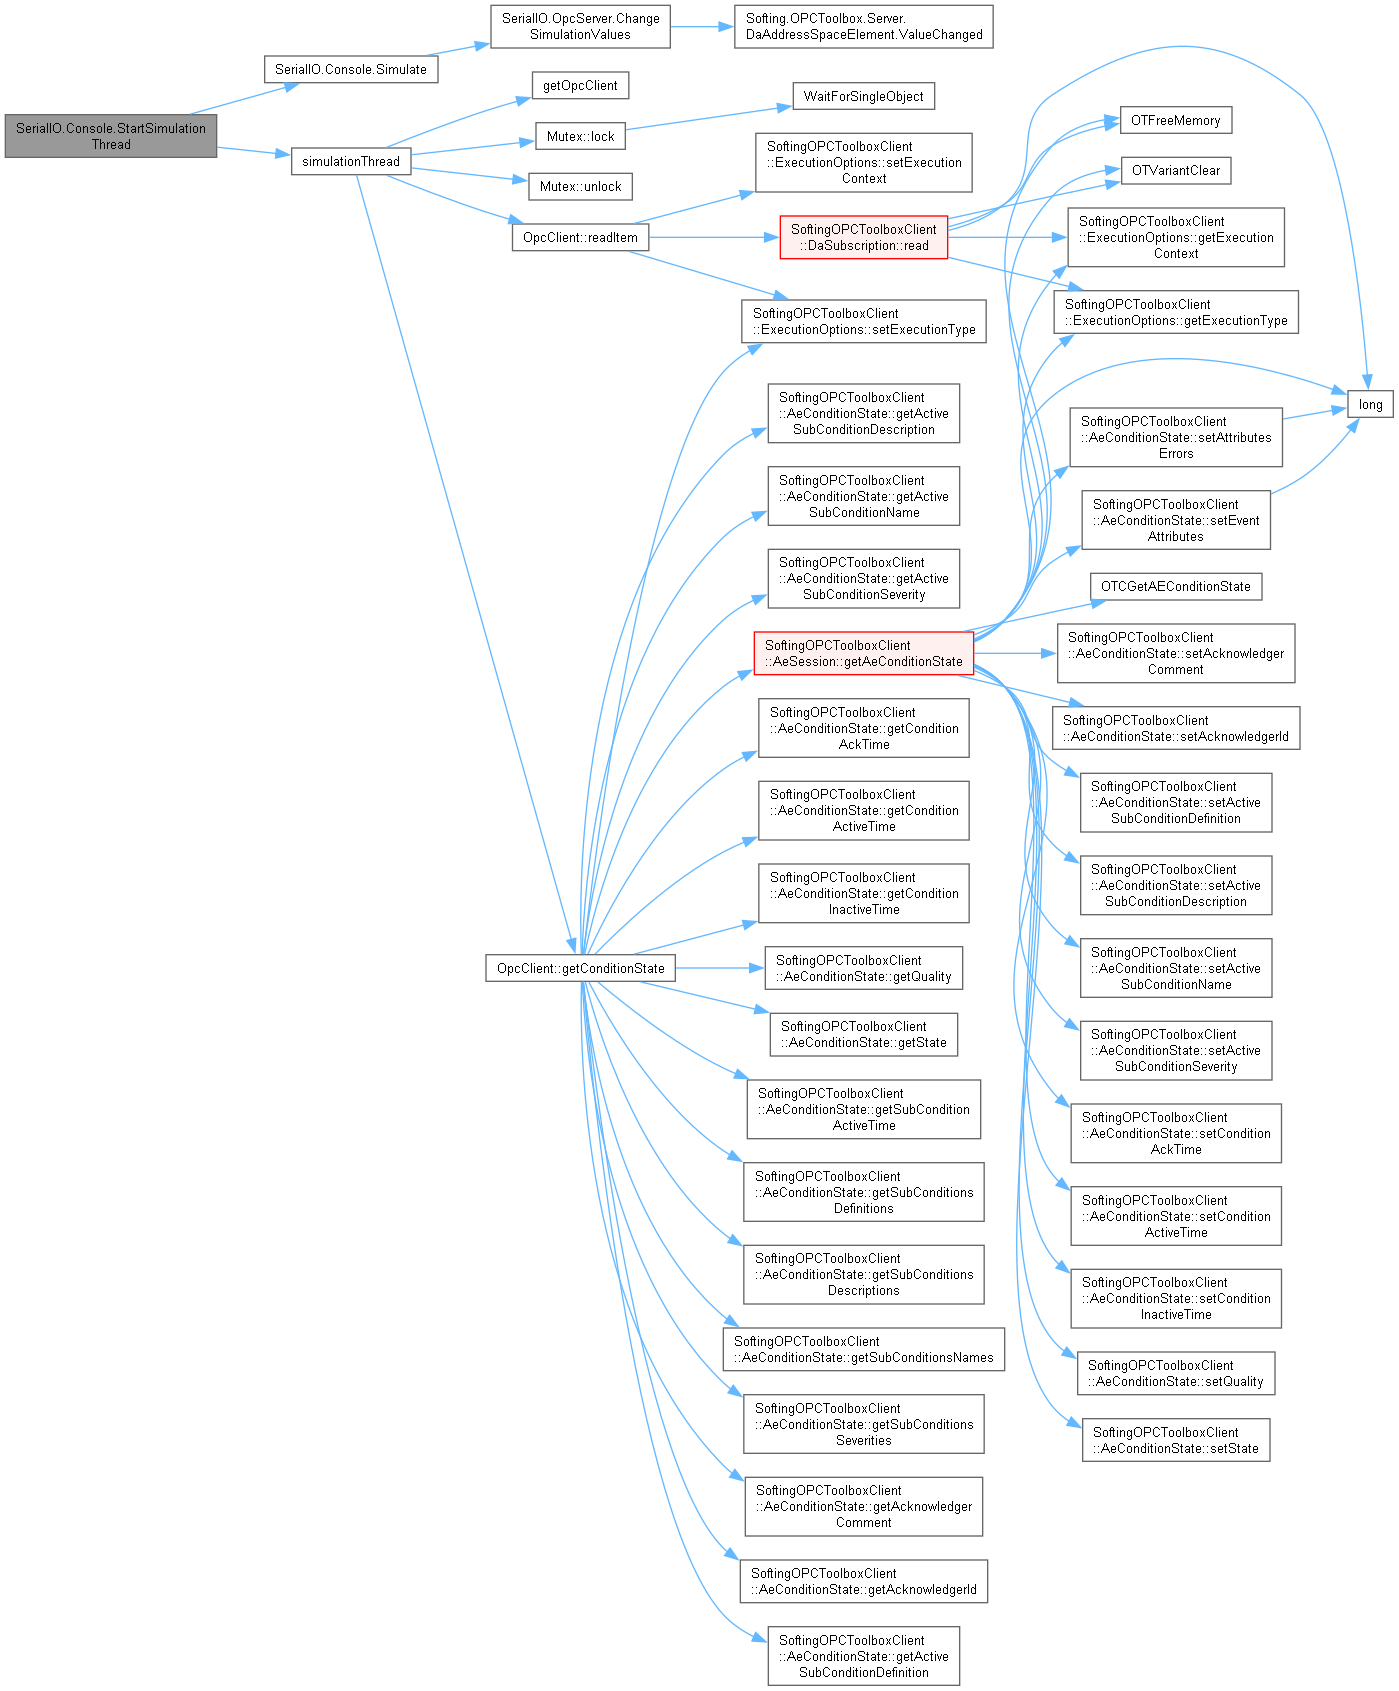 SerialIO.Console.StartSimulation
Thread
SerialIO.Console.Simulate
simulationThread
SerialIO.OpcServer.Change
SimulationValues
getOpcClient
Mutex::lock
Mutex::unlock
OpcClient::readItem
OpcClient::getConditionState
Softing.OPCToolbox.Server.
DaAddressSpaceElement.ValueChanged
WaitForSingleObject
SoftingOPCToolboxClient
::ExecutionOptions::setExecution
Context
SoftingOPCToolboxClient
::DaSubscription::read
SoftingOPCToolboxClient
::ExecutionOptions::setExecutionType
SoftingOPCToolboxClient
::AeConditionState::getActive
SubConditionDescription
SoftingOPCToolboxClient
::AeConditionState::getActive
SubConditionName
SoftingOPCToolboxClient
::AeConditionState::getActive
SubConditionSeverity
SoftingOPCToolboxClient
::AeSession::getAeConditionState
SoftingOPCToolboxClient
::AeConditionState::getCondition
AckTime
SoftingOPCToolboxClient
::AeConditionState::getCondition
ActiveTime
SoftingOPCToolboxClient
::AeConditionState::getCondition
InactiveTime
SoftingOPCToolboxClient
::AeConditionState::getQuality
SoftingOPCToolboxClient
::AeConditionState::getState
SoftingOPCToolboxClient
::AeConditionState::getSubCondition
ActiveTime
SoftingOPCToolboxClient
::AeConditionState::getSubConditions
Definitions
SoftingOPCToolboxClient
::AeConditionState::getSubConditions
Descriptions
SoftingOPCToolboxClient
::AeConditionState::getSubConditionsNames
SoftingOPCToolboxClient
::AeConditionState::getSubConditions
Severities
SoftingOPCToolboxClient
::AeConditionState::getAcknowledger
Comment
SoftingOPCToolboxClient
::AeConditionState::getAcknowledgerId
SoftingOPCToolboxClient
::AeConditionState::getActive
SubConditionDefinition
OTFreeMemory
OTVariantClear
SoftingOPCToolboxClient
::ExecutionOptions::getExecution
Context
SoftingOPCToolboxClient
::ExecutionOptions::getExecutionType
SoftingOPCToolboxClient
::AeConditionState::setAttributes
Errors
SoftingOPCToolboxClient
::AeConditionState::setEvent
Attributes
OTCGetAEConditionState
SoftingOPCToolboxClient
::AeConditionState::setAcknowledger
Comment
SoftingOPCToolboxClient
::AeConditionState::setAcknowledgerId
SoftingOPCToolboxClient
::AeConditionState::setActive
SubConditionDefinition
SoftingOPCToolboxClient
::AeConditionState::setActive
SubConditionDescription
SoftingOPCToolboxClient
::AeConditionState::setActive
SubConditionName
SoftingOPCToolboxClient
::AeConditionState::setActive
SubConditionSeverity
SoftingOPCToolboxClient
::AeConditionState::setCondition
AckTime
SoftingOPCToolboxClient
::AeConditionState::setCondition
ActiveTime
SoftingOPCToolboxClient
::AeConditionState::setCondition
InactiveTime
SoftingOPCToolboxClient
::AeConditionState::setQuality
SoftingOPCToolboxClient
::AeConditionState::setState
long